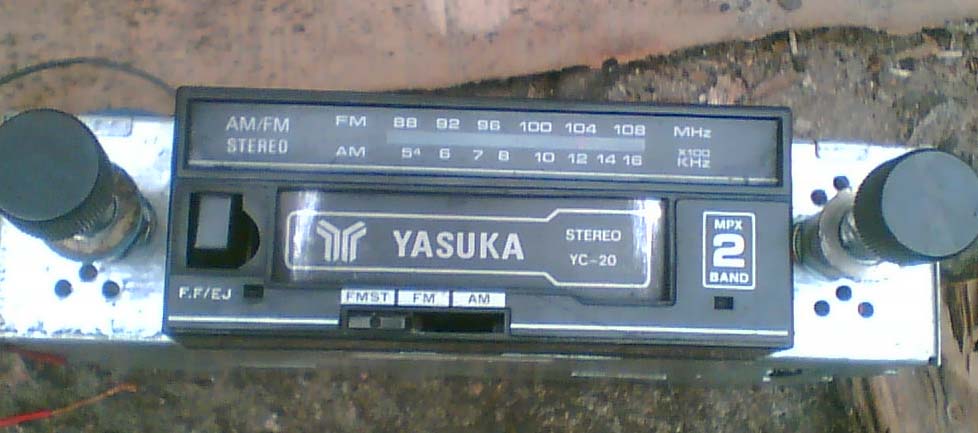 AM/FM
STEREO
FM 88 92 96 100 104 108 MHz
AM 5⁴ 6 7 8 10 12 14 16 X100 KHz
YASUKA
STEREO
YC-20
MPX
2
BAND
F.F/EJ
FMST FM AM